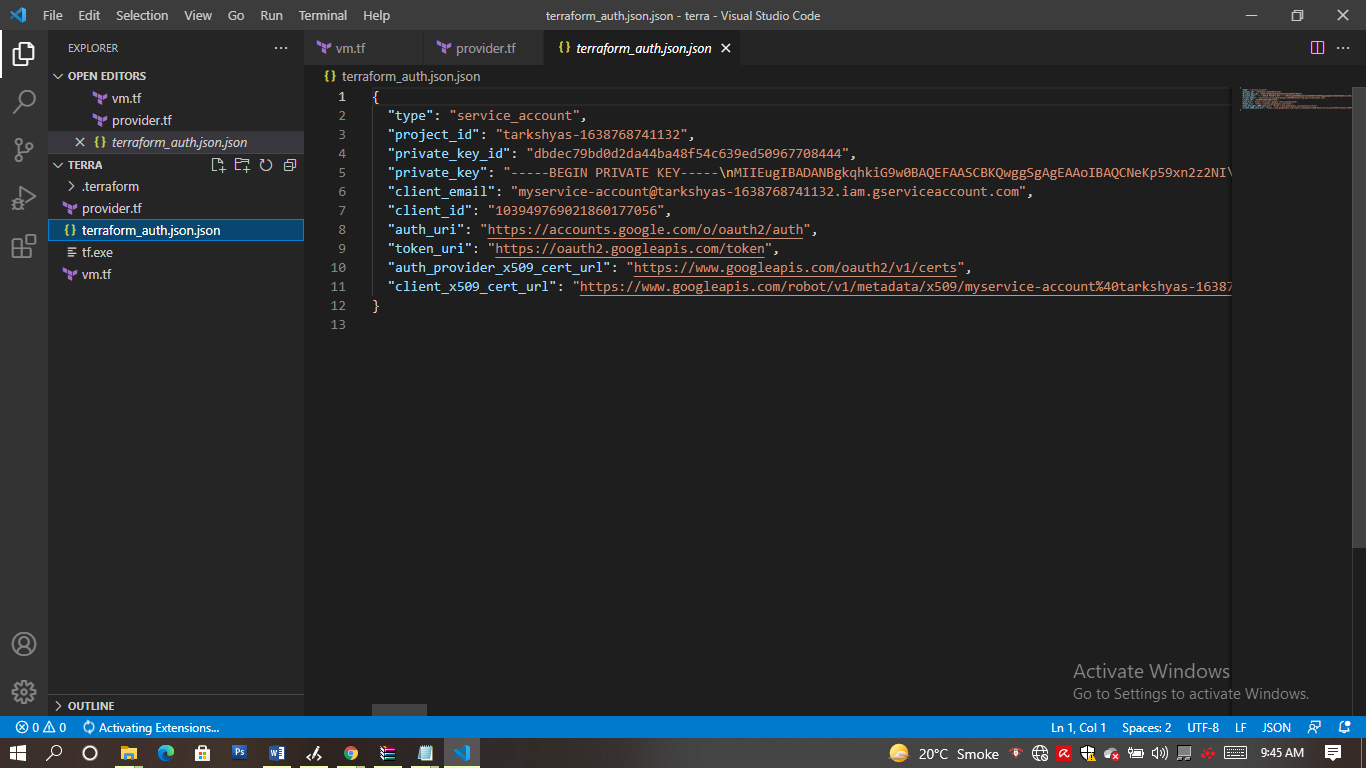 File Edit Selection View Go Run Terminal Help
terraform_auth.json.json - terra - Visual Studio Code
EXPLORER
OPEN EDITORS
vm.tf
provider.tf
terraform_auth.json.json
TERRA
.terraform
provider.tf
terraform_auth.json.json
tf.exe
vm.tf
OUTLINE
vm.tf provider.tf {} terraform_auth.json.json
{} terraform_auth.json.json
1 {
2 "type": "service_account",
3 "project_id": "tarkshyas-1638768741132",
4 "private_key_id": "dbdec79bd0d2da44ba48f54c639ed50967708444",
5 "private_key": "-----BEGIN PRIVATE KEY-----\nMIIEugIBADANBgkqhkiG9w0BAQEFAASCBKQwggSgAgEAAoIBAQCNeKp59xn2z2NI\
6 "client_email": "myservice-account@tarkshyas-1638768741132.iam.gserviceaccount.com",
7 "client_id": "103949769021860177056",
8 "auth_uri": "https://accounts.google.com/o/oauth2/auth",
9 "token_uri": "https://oauth2.googleapis.com/token",
10 "auth_provider_x509_cert_url": "https://www.googleapis.com/oauth2/v1/certs",
11 "client_x509_cert_url": "https://www.googleapis.com/robot/v1/metadata/x509/myservice-account%40tarkshyas-16387
12 }
13
Activate Windows
Go to Settings to activate Windows.
0 0 Activating Extensions...
Ln 1, Col 1 Spaces: 2 UTF-8 LF JSON
20°C Smoke
9:45 AM